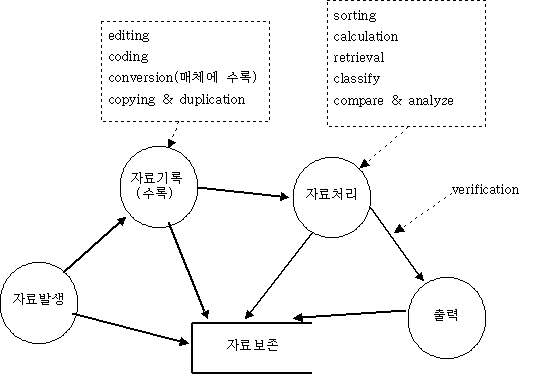 editing
coding
conversion(매체에 수록)
copying & duplication
sorting
calculation
retrieval
classify
compare & analyze
자료기록
(수록)
자료처리
verification
자료발생
출력
자료보존